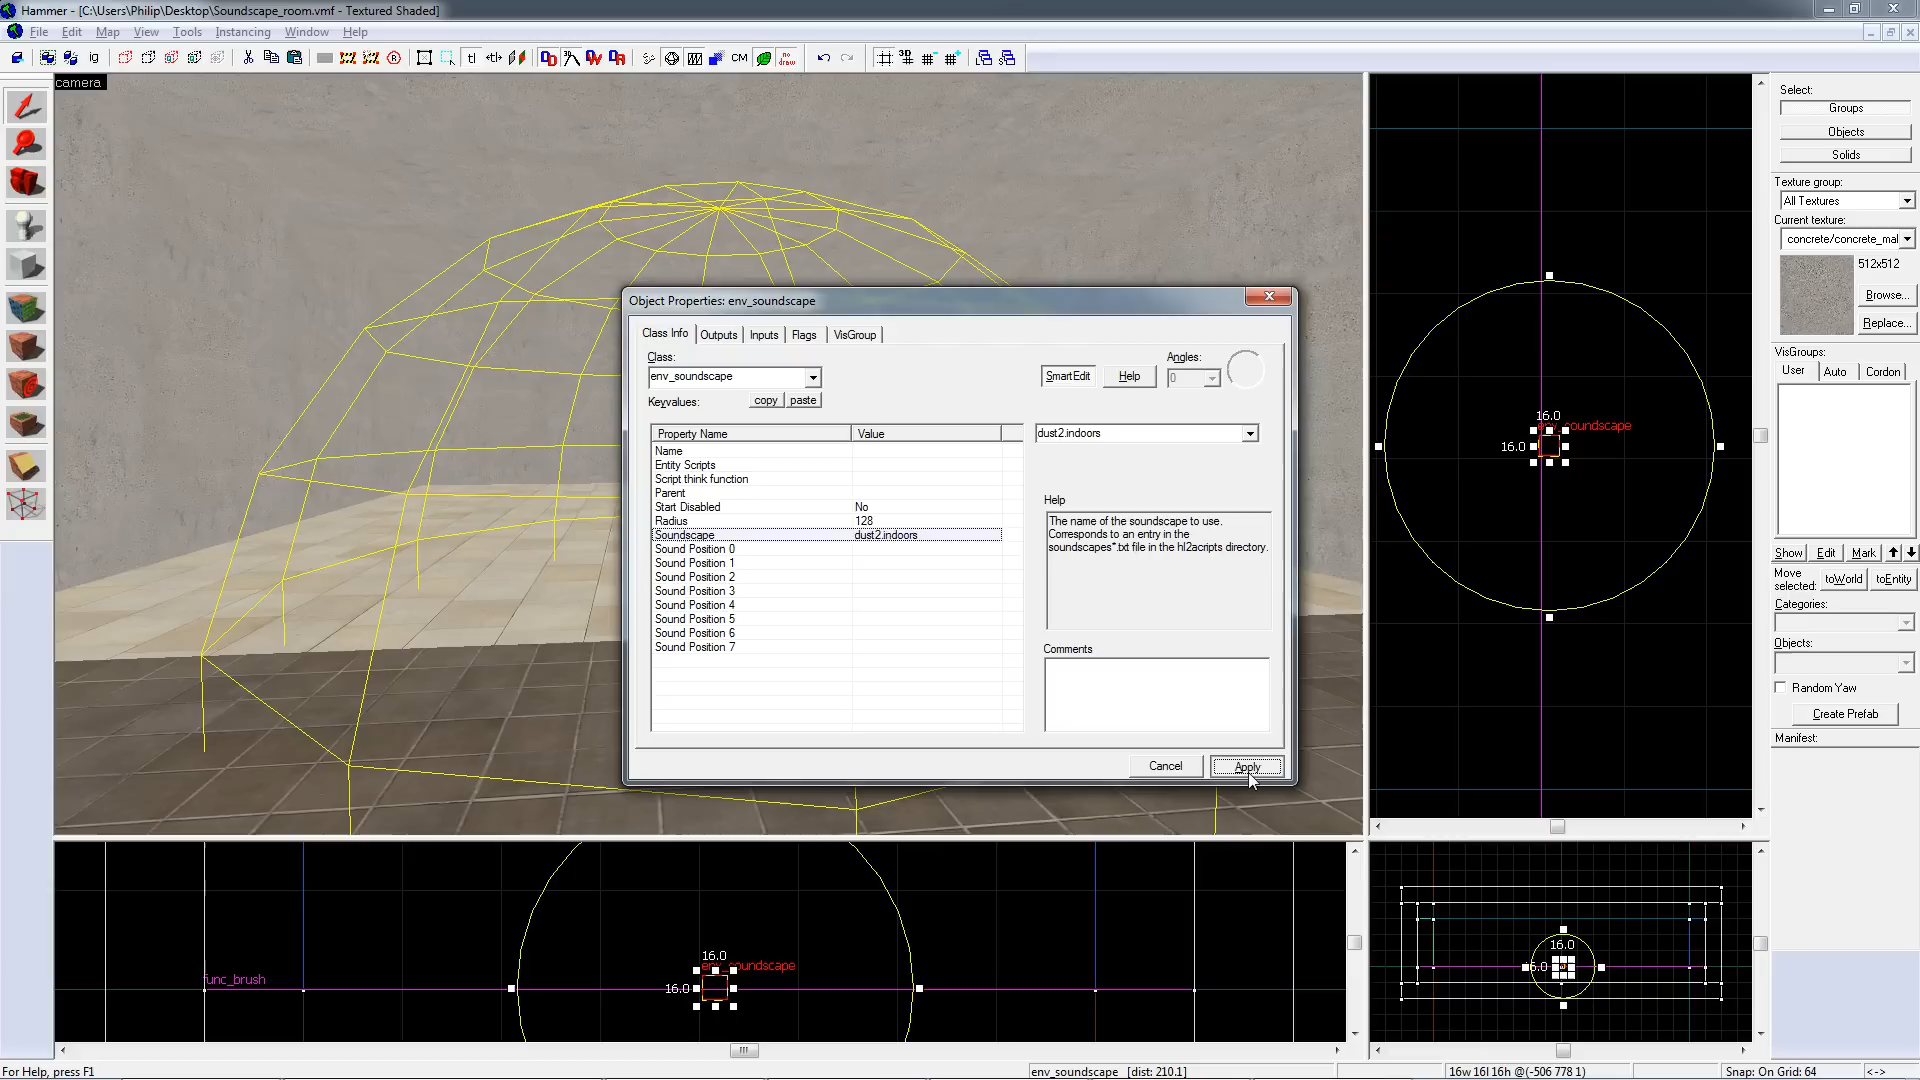 Hammer - [C:\Users\Philip\Desktop\Soundscape_room.vmf - Textured Shaded]
File Edit Map View Tools Instancing Window Help
camera
Object Properties: env_soundscape
Class Info Outputs Inputs Flags VisGroup
Class:
env_soundscape
SmartEdit Help
Angles:
0
Keyvalues: copy paste
Property Name Value
dust2.indoors
Name
Entity Scripts
Script think function
Parent
Start Disabled No
Radius 128
Soundscape dust2.indoors
Sound Position 0
Sound Position 1
Sound Position 2
Sound Position 3
Sound Position 4
Sound Position 5
Sound Position 6
Sound Position 7
Help
The name of the soundscape to use.
Corresponds to an entry in the
soundscapes*.txt file in the hl2acripts directory.
Comments
Cancel Apply
16.0
env_soundscape
16.0
func_brush
16.0
env_soundscape
16.0
16.0
Select:
Groups
Objects
Solids
Texture group:
All Textures
Current texture:
concrete/concrete_mal
512x512
Browse...
Replace...
VisGroups:
User Auto Cordon
Show Edit Mark
Move
selected: toWorld toEntity
Categories:
Objects:
Random Yaw
Create Prefab
Manifest:
For Help, press F1
env_soundscape [dist: 210.1]
16w 16l 16h @(-506 778 1)
Snap: On Grid: 64
<->